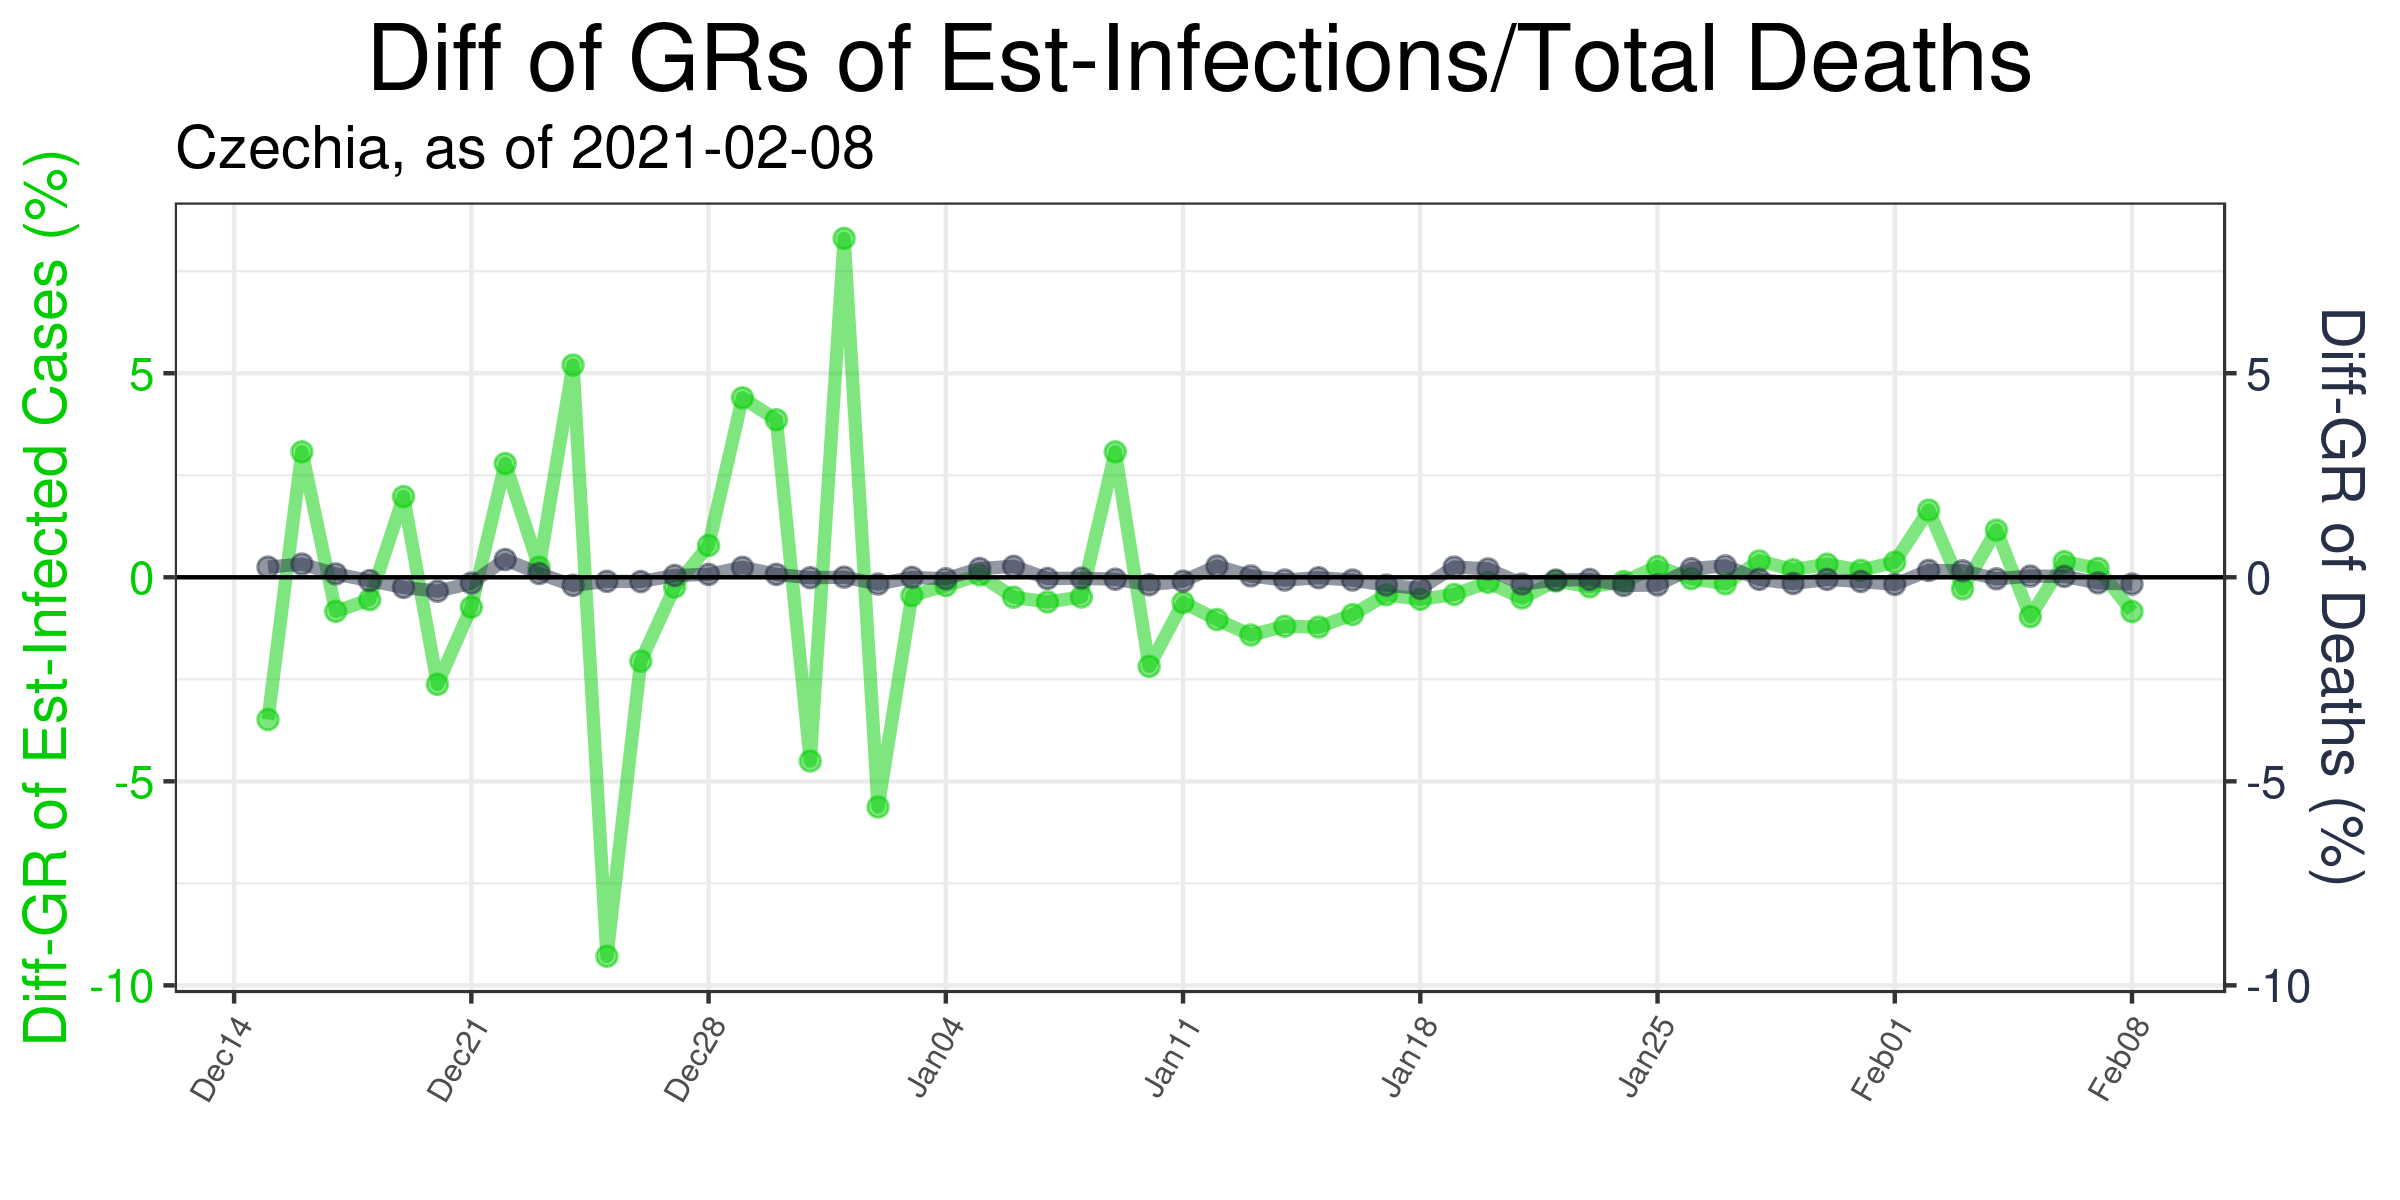 Diff of GRs of Est-Infections/Total Deaths
Czechia, as of 2021-02-08
Diff-GR of Est-Infected Cases (%)
5
0
-5
-10
5
0
-5
-10
Diff-GR of Deaths (%)
Dec14
Dec21
Dec28
Jan04
Jan11
Jan18
Jan25
Feb01
Feb08